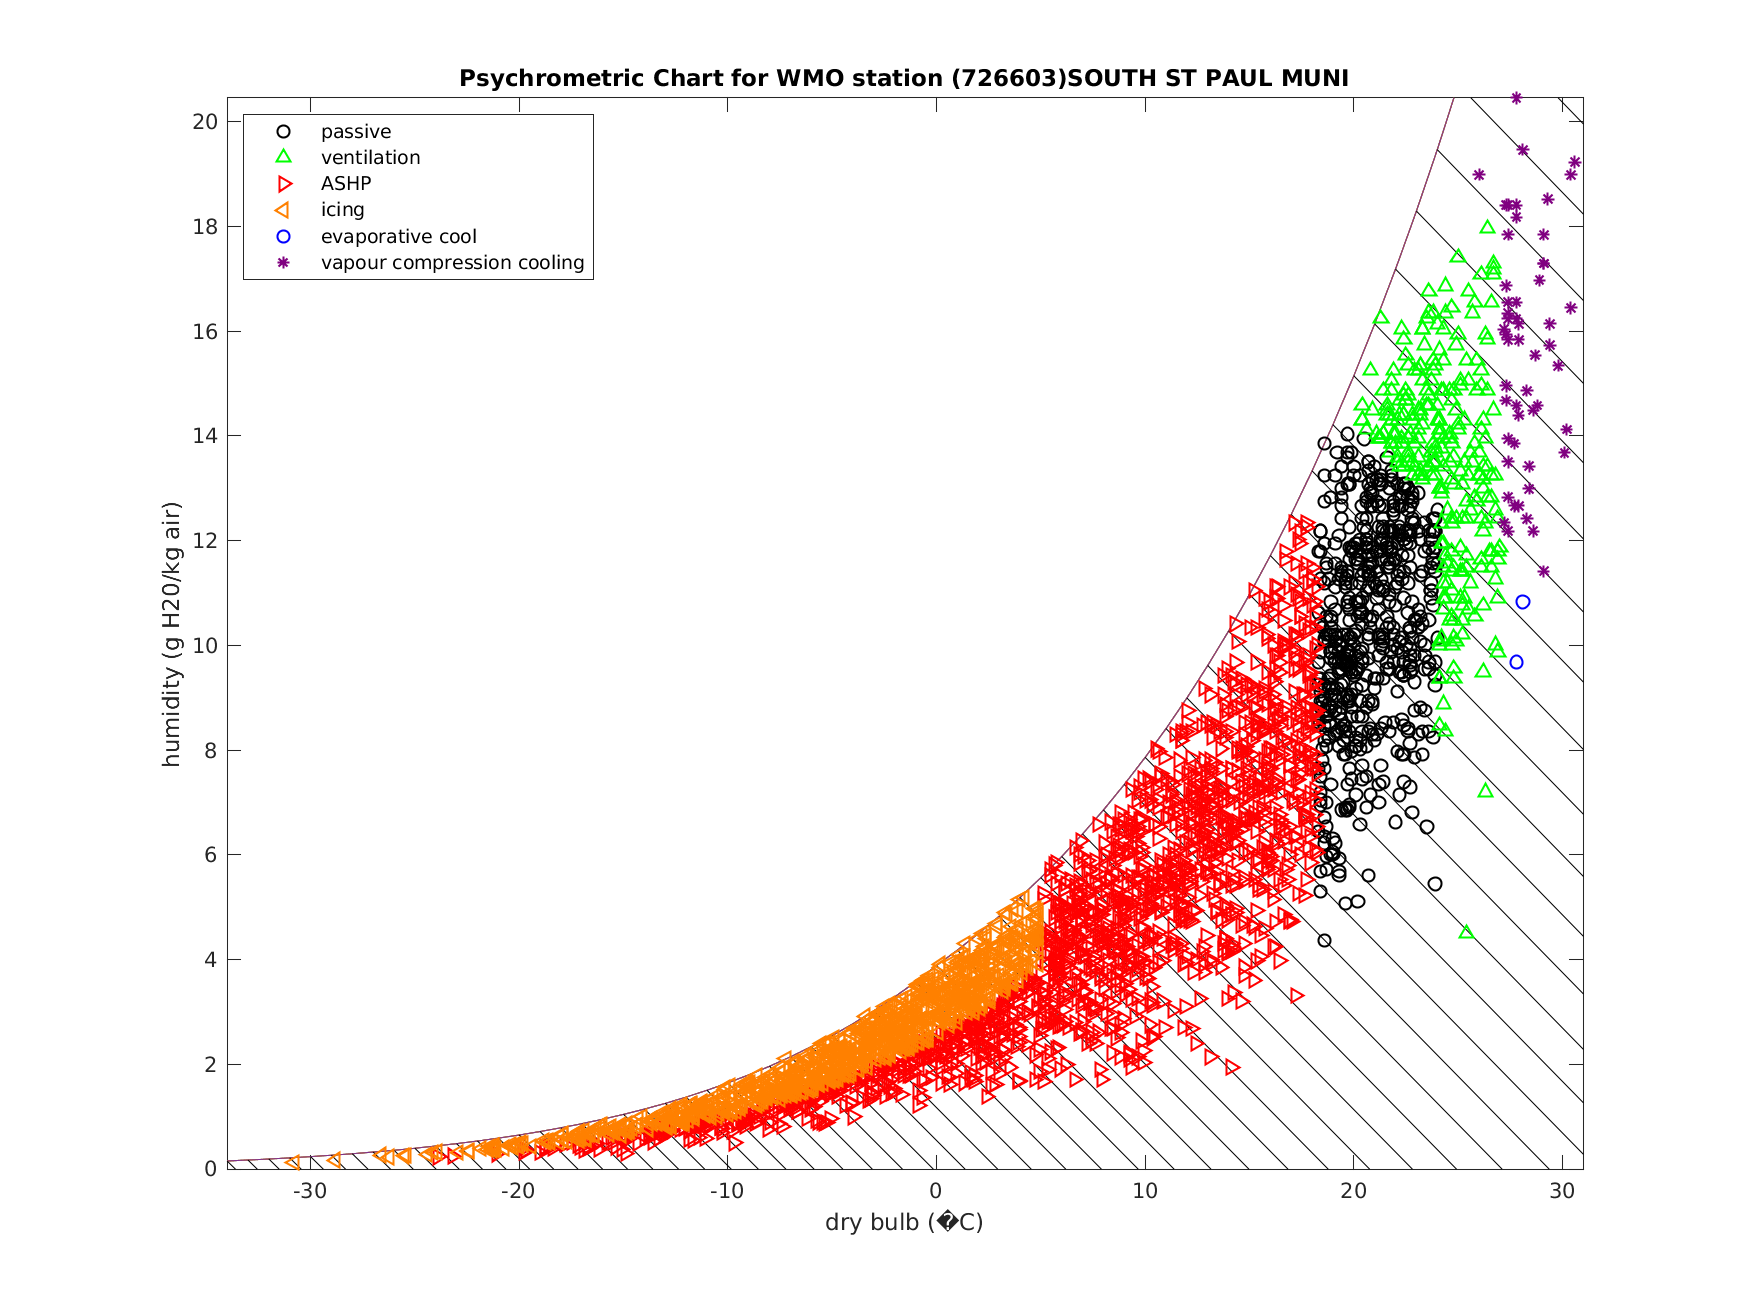 Psychrometric Chart for WMO station (726603)SOUTH ST PAUL MUNI
passive
ventilation
ASHP
icing
evaporative cool
vapour compression cooling
20
18
16
14
12
10
8
6
4
2
0
humidity (g H20/kg air)
-30 -20 -10 0 10 20 30
dry bulb (�C)